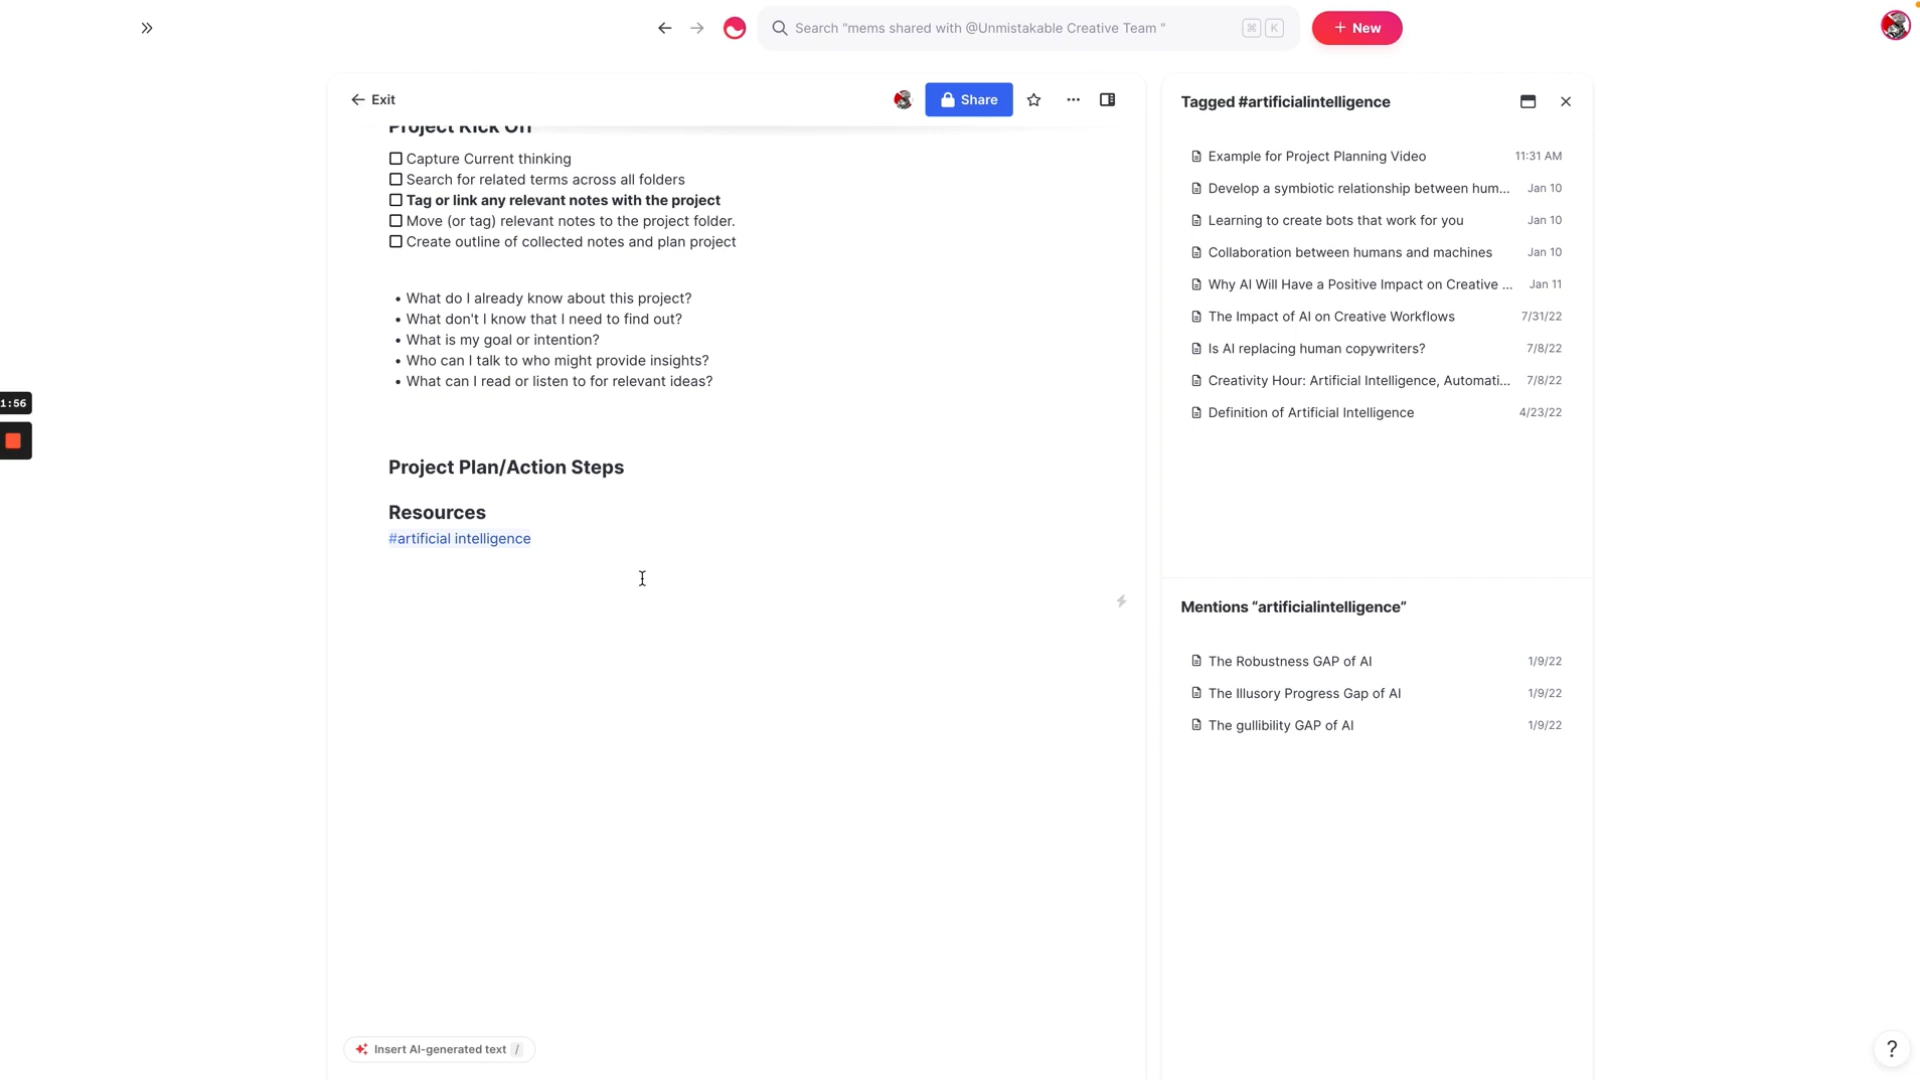 Search "mems shared with @Unmistakable Creative Team "
⌘ K
+ New
Exit
Share
Project Kick Off
Capture Current thinking
Search for related terms across all folders
Tag or link any relevant notes with the project
Move (or tag) relevant notes to the project folder.
Create outline of collected notes and plan project
• What do I already know about this project?
• What don't I know that I need to find out?
• What is my goal or intention?
• Who can I talk to who might provide insights?
• What can I read or listen to for relevant ideas?
1:56
Project Plan/Action Steps
Resources
#artificial intelligence
Insert AI-generated text /
Tagged #artificialintelligence
Example for Project Planning Video 11:31 AM
Develop a symbiotic relationship between hum... Jan 10
Learning to create bots that work for you Jan 10
Collaboration between humans and machines Jan 10
Why AI Will Have a Positive Impact on Creative ... Jan 11
The Impact of AI on Creative Workflows 7/31/22
Is AI replacing human copywriters? 7/8/22
Creativity Hour: Artificial Intelligence, Automati... 7/8/22
Definition of Artificial Intelligence 4/23/22
Mentions “artificialintelligence”
The Robustness GAP of AI 1/9/22
The Illusory Progress Gap of AI 1/9/22
The gullibility GAP of AI 1/9/22
?